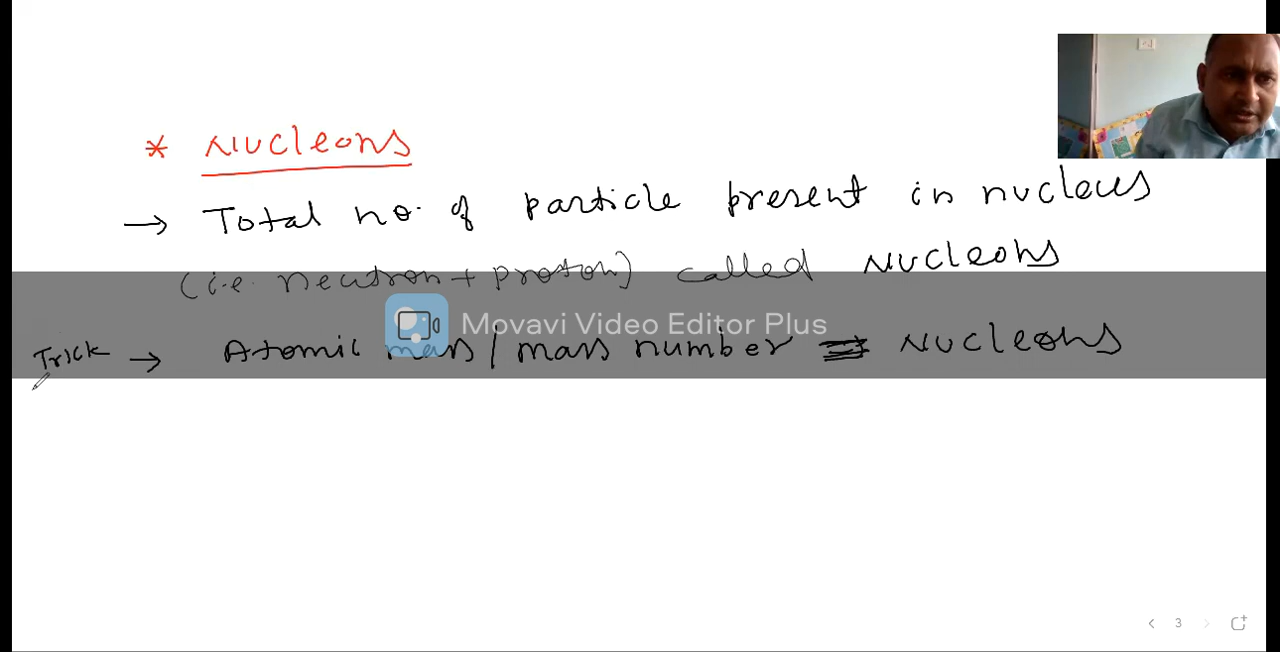 * Nucleons
→ Total no. of particle present in nucleus
(i.e. neutron + proton) called Nucleons
Movavi Video Editor Plus
Trick → Atomic mass / mass number = Nucleons
< 3 >